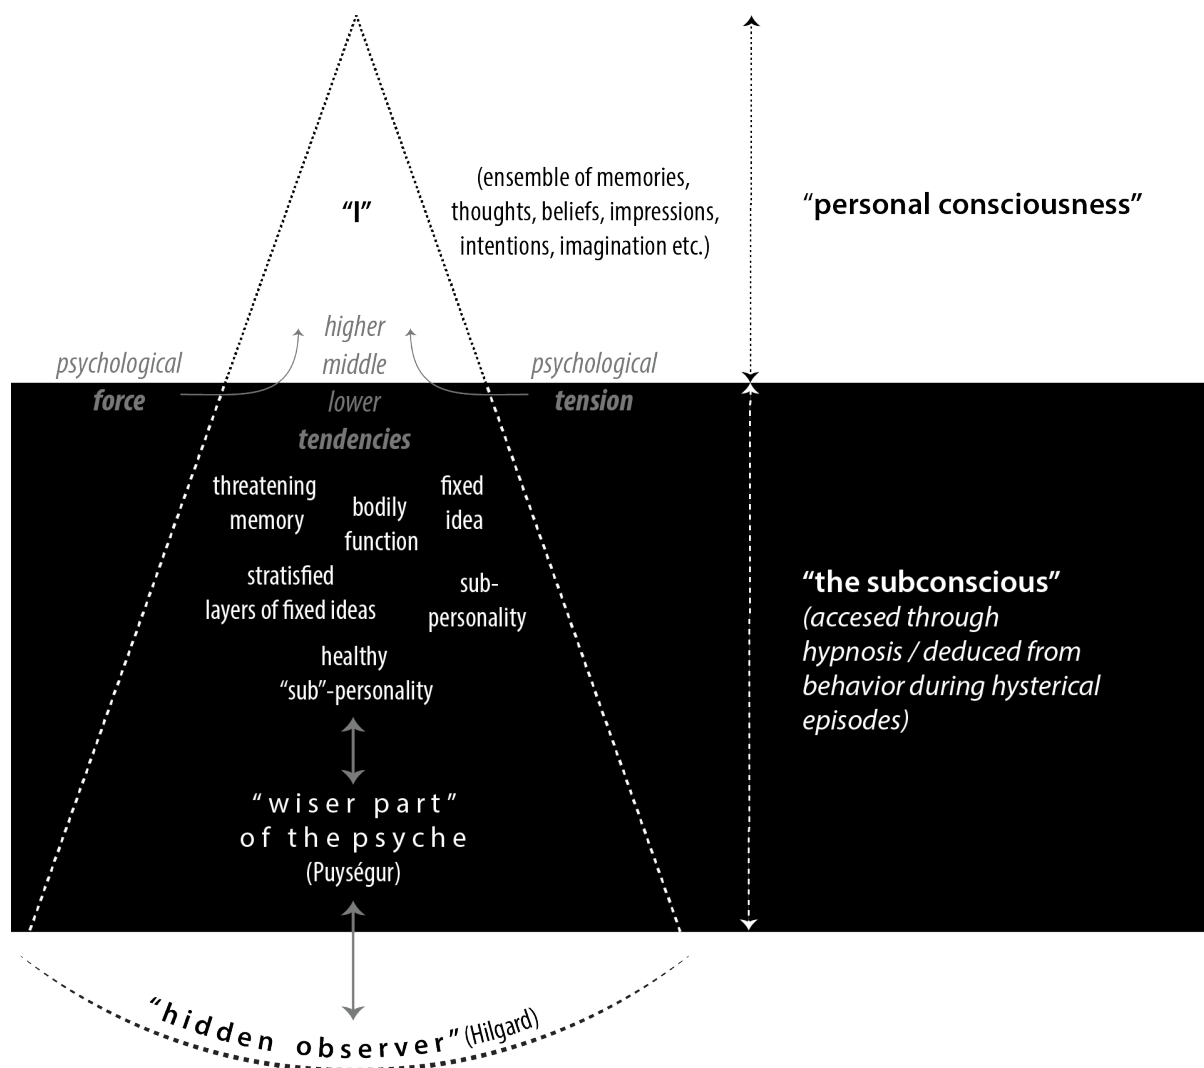 (ensemble of memories,
thoughts, beliefs, impressions,
intentions, imagination etc.)
“I”
“personal consciousness”
higher
middle
lower
tendencies
psychological
force
psychological
tension
threatening
memory
bodily
function
fixed
idea
stratisfied
layers of fixed ideas
sub-
personality
healthy
“sub”-personality
“the subconscious”
(accesed through
hypnosis / deduced from
behavior during hysterical
episodes)
“wiser part”
of the psyche
(Puységur)
“hidden observer” (Hilgard)